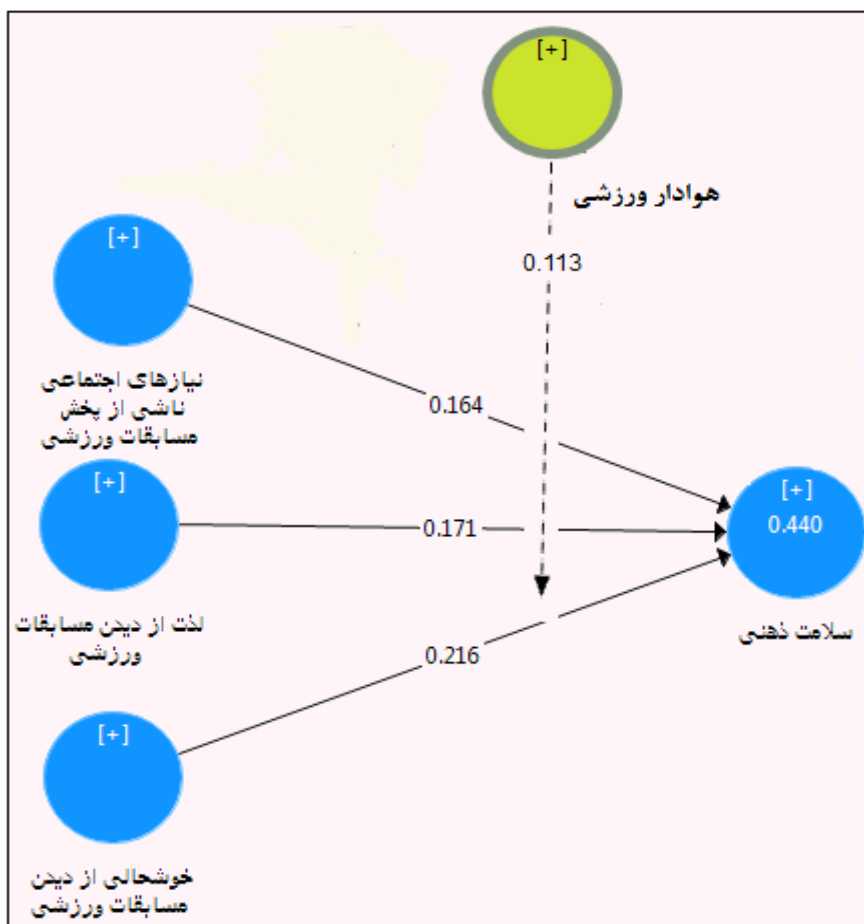 [+]
هوادار ورزشی
0.113
[+]
نیازهای اجتماعی
ناشی از پخش
مسابقات ورزشی
0.164
[+]
لذت از دیدن مسابقات
ورزشی
0.171
[+]
0.440
سلامت ذهنی
0.216
[+]
خوشحالی از دیدن
مسابقات ورزشی